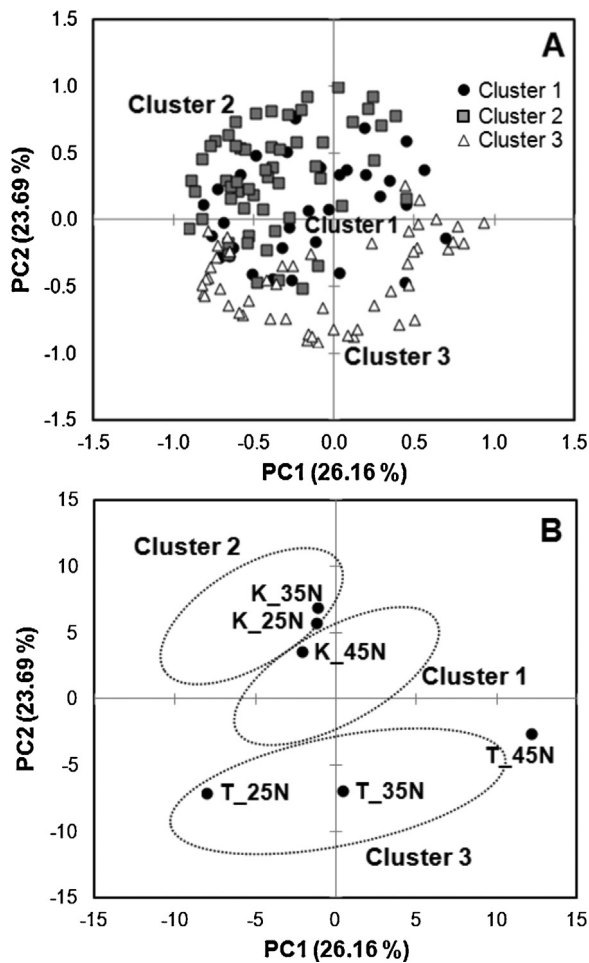 A
Cluster 1
Cluster 2
Cluster 3
Cluster 2
Cluster 1
Cluster 3
1.5
1.0
0.5
0.0
-0.5
-1.0
-1.5
PC2 (23.69 %)
-1.5 -1.0 -0.5 0.0 0.5 1.0 1.5
PC1 (26.16 %)
B
Cluster 2
K_35N
K_25N
K_45N
Cluster 1
T_45N
T_25N
T_35N
Cluster 3
15
10
5
0
-5
-10
-15
PC2 (23.69 %)
-15 -10 -5 0 5 10 15
PC1 (26.16 %)